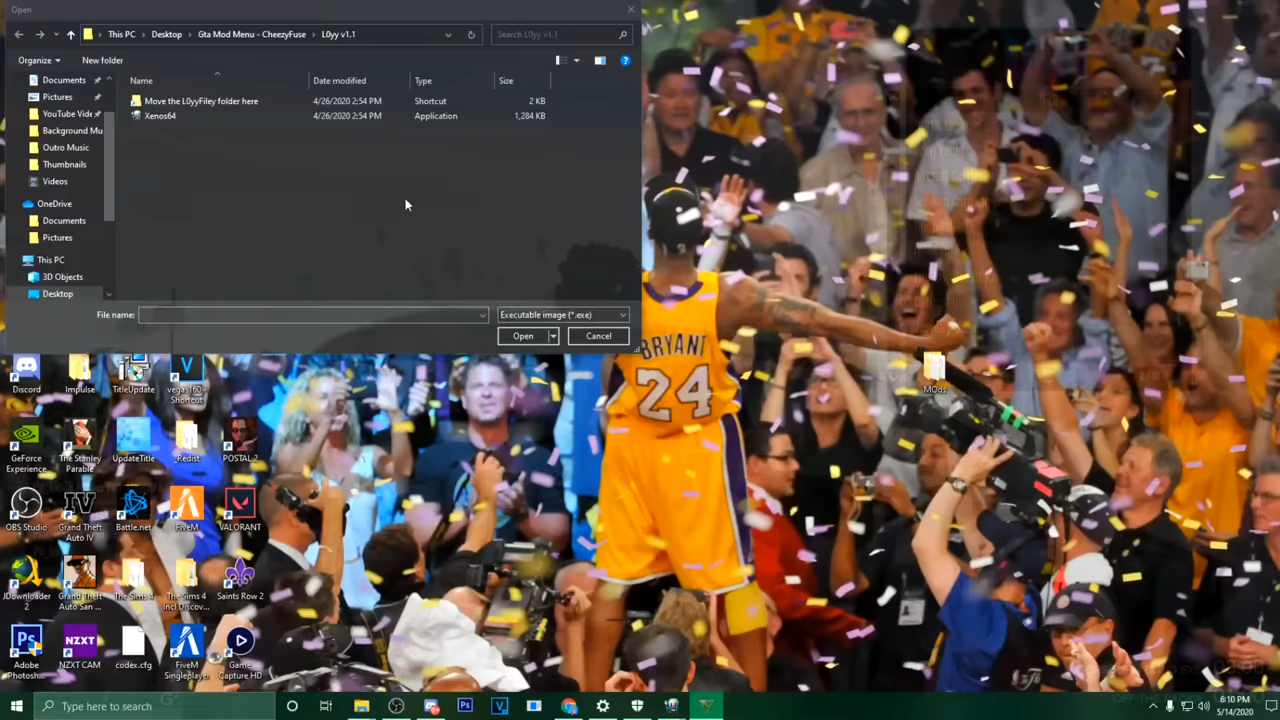 Open
This PC > Desktop > Gta Mod Menu - CheezyFuse > L0yy v1.1
Search L0yy v1.1
Organize
New folder
Name
Date modified
Type
Size
Move the L0yyFiley folder here
4/26/2020 2:54 PM
Shortcut
2 KB
Xenos64
4/26/2020 2:54 PM
Application
1,284 KB
Documents
Pictures
YouTube Vide
Background Mu
Outro Music
Thumbnails
Videos
OneDrive
Documents
Pictures
This PC
3D Objects
Desktop
File name:
Executable image (*.exe)
Open
Cancel
BRYANT
24
MOds
Discord
Impulse
TitleUpdate
vegas160 - Shortcut
GeForce Experience
The Stanley Parable
UpdateTitle
_Redist
POSTAL 2
OBS Studio
Grand Theft Auto IV
Battle.net
FiveM
VALORANT
JDownloader 2
Grand Theft Auto San ...
The Sims 4
The Sims 4 Incl Discov...
Saints Row 2
Adobe Photosh...
NZXT CAM
codex.cfg
FiveM Singleplayer
Game Capture HD
Type here to search
6:10 PM
5/14/2020